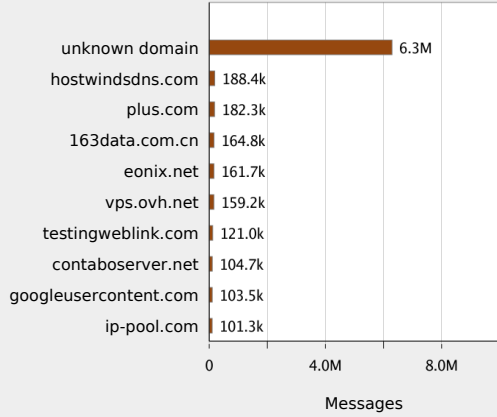 unknown domain 6.3M
hostwindsdns.com 188.4k
plus.com 182.3k
163data.com.cn 164.8k
eonix.net 161.7k
vps.ovh.net 159.2k
testingweblink.com 121.0k
contaboserver.net 104.7k
googleusercontent.com 103.5k
ip-pool.com 101.3k
0 4.0M 8.0M
Messages